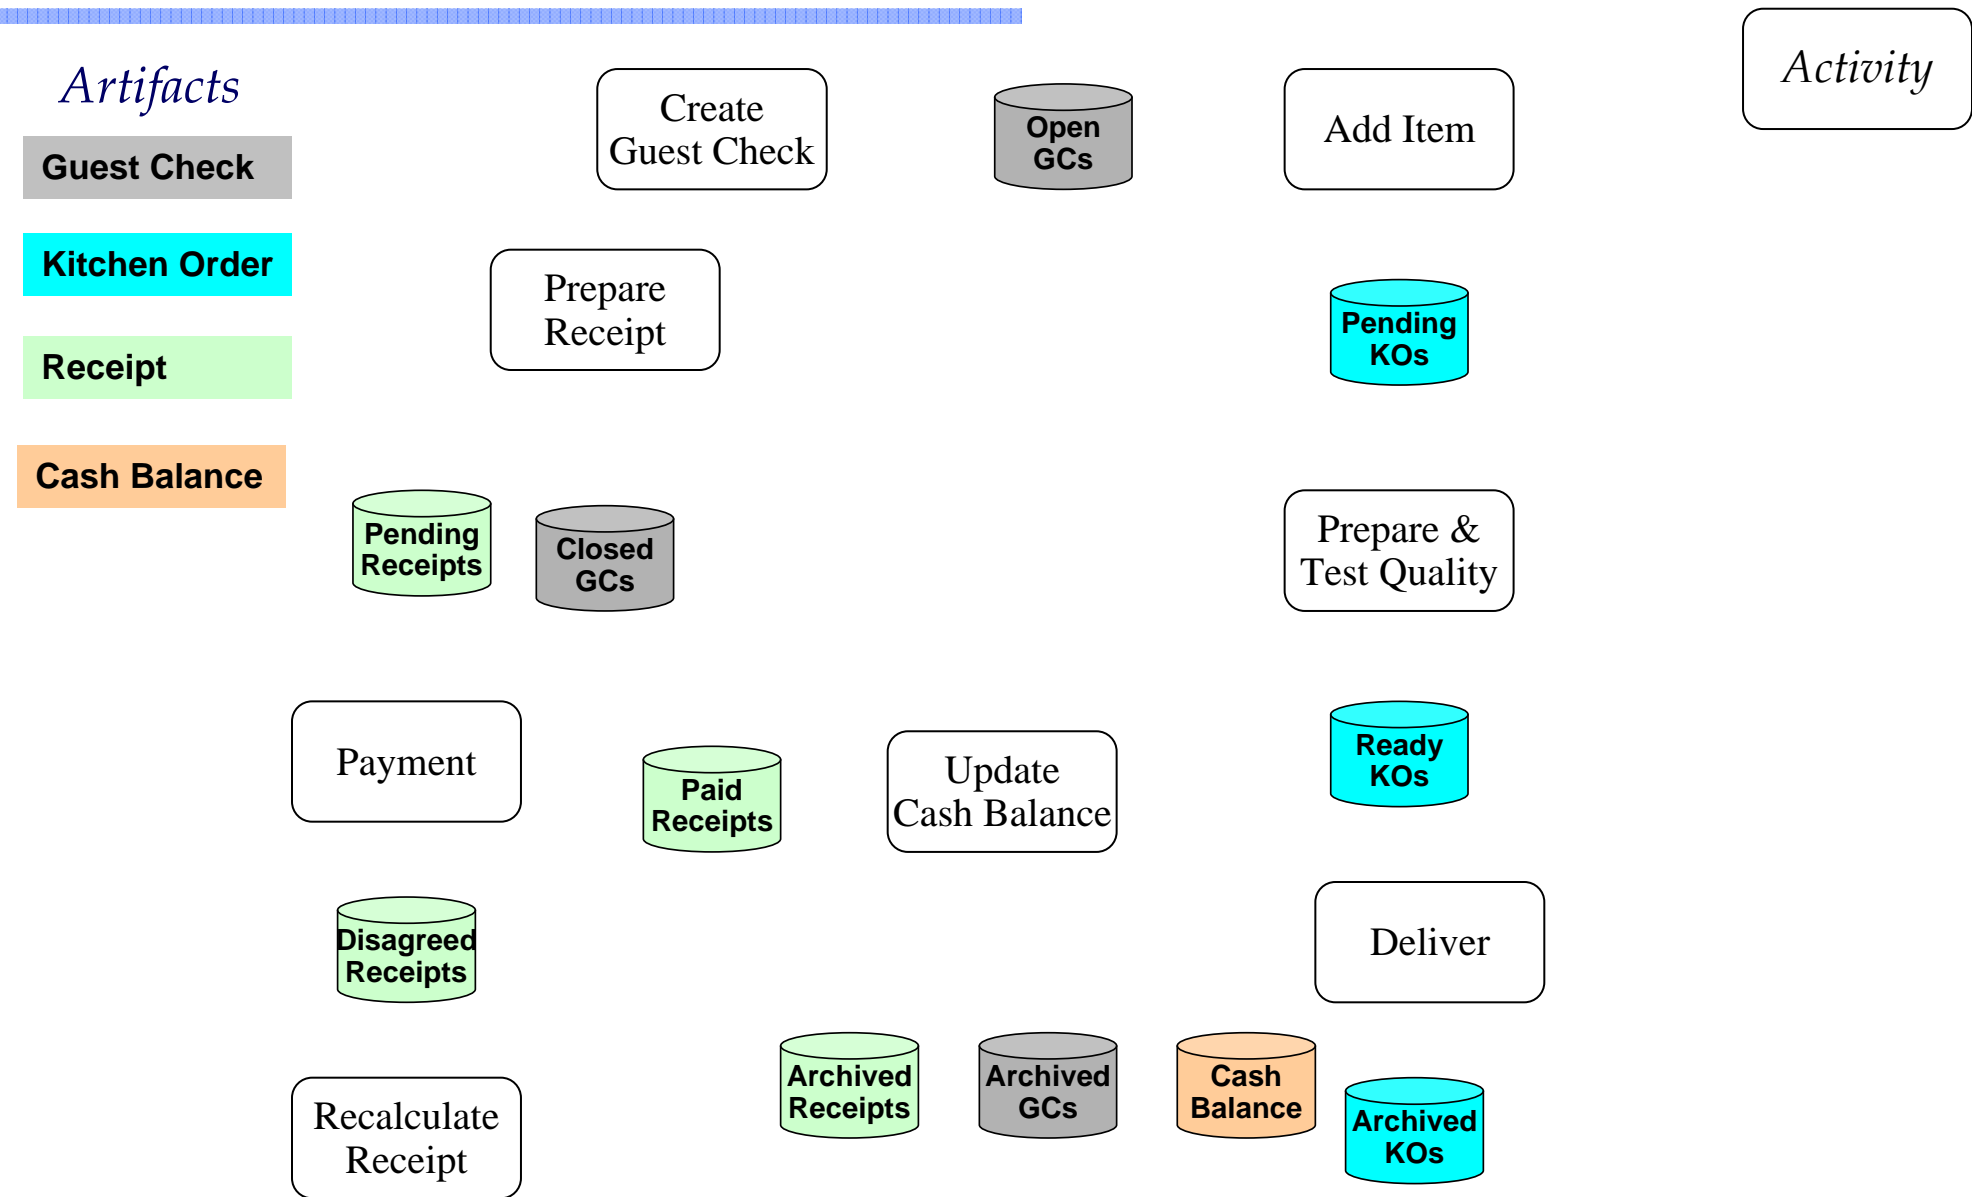 Artifacts
Guest Check
Kitchen Order
Receipt
Cash Balance
Activity
Create
Guest Check
Open
GCs
Add Item
Prepare
Receipt
Pending
KOs
Pending
Receipts
Closed
GCs
Prepare &
Test Quality
Payment
Paid
Receipts
Update
Cash Balance
Ready
KOs
Disagreed
Receipts
Deliver
Recalculate
Receipt
Archived
Receipts
Archived
GCs
Cash
Balance
Archived
KOs